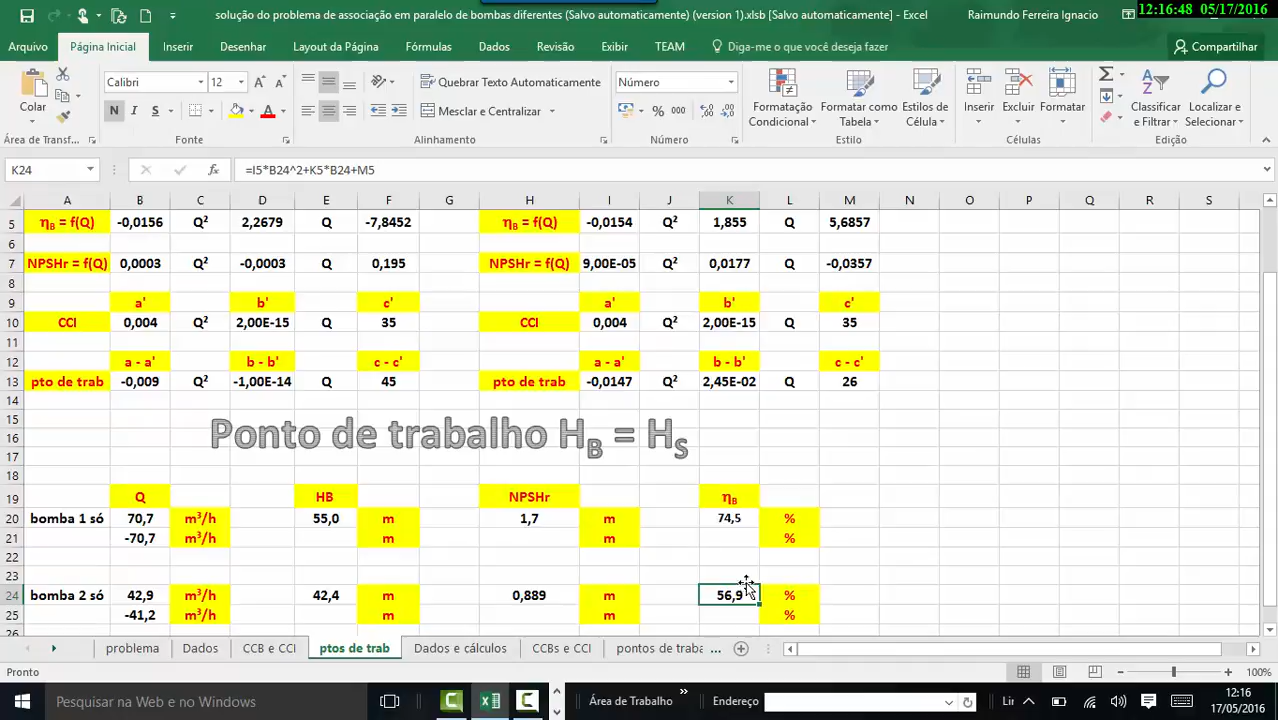 solução do problema de associação em paralelo de bombas diferentes (Salvo automaticamente) (version 1).xlsb [Salvo automaticamente] - Excel Raimundo Ferreira Ignacio 12:16:48 05/17/2016
Arquivo Página Inicial Inserir Desenhar Layout da Página Fórmulas Dados Revisão Exibir TEAM Diga-me o que você deseja fazer Compartilhar
Colar Calibri 12 Quebrar Texto Automaticamente Número
N I S A Mesclar e Centralizar % 000
Formatação Condicional Formatar como Tabela Estilos de Célula Inserir Excluir Formatar Classificar e Filtrar Localizar e Selecionar
Área de Transf... Fonte Alinhamento Número Estilo Células Edição
K24 fx =I5*B24^2+K5*B24+M5
A B C D E F G H I J K L M N O P Q R S
5 ηB = f(Q) -0,0156 Q² 2,2679 Q -7,8452 ηB = f(Q) -0,0154 Q² 1,855 Q 5,6857
6
7 NPSHr = f(Q) 0,0003 Q² -0,0003 Q 0,195 NPSHr = f(Q) 9,00E-05 Q² 0,0177 Q -0,0357
8
9 a' b' c' a' b' c'
10 CCI 0,004 Q² 2,00E-15 Q 35 CCI 0,004 Q² 2,00E-15 Q 35
11
12 a - a' b - b' c - c' a - a' b - b' c - c'
13 pto de trab -0,009 Q² -1,00E-14 Q 45 pto de trab -0,0147 Q² 2,45E-02 Q 26
14
15
16 Ponto de trabalho HB = HS
17
18
19 Q HB NPSHr ηB
20 bomba 1 só 70,7 m³/h 55,0 m 1,7 m 74,5 %
21 -70,7 m³/h m m %
22
23
24 bomba 2 só 42,9 m³/h 42,4 m 0,889 m 56,9 %
25 -41,2 m³/h m m %
26
problema Dados CCB e CCI ptos de trab Dados e cálculos CCBs e CCI pontos de traba ...
Pronto 100%
Pesquisar na Web e no Windows Área de Trabalho Endereço 12:16
17/05/2016